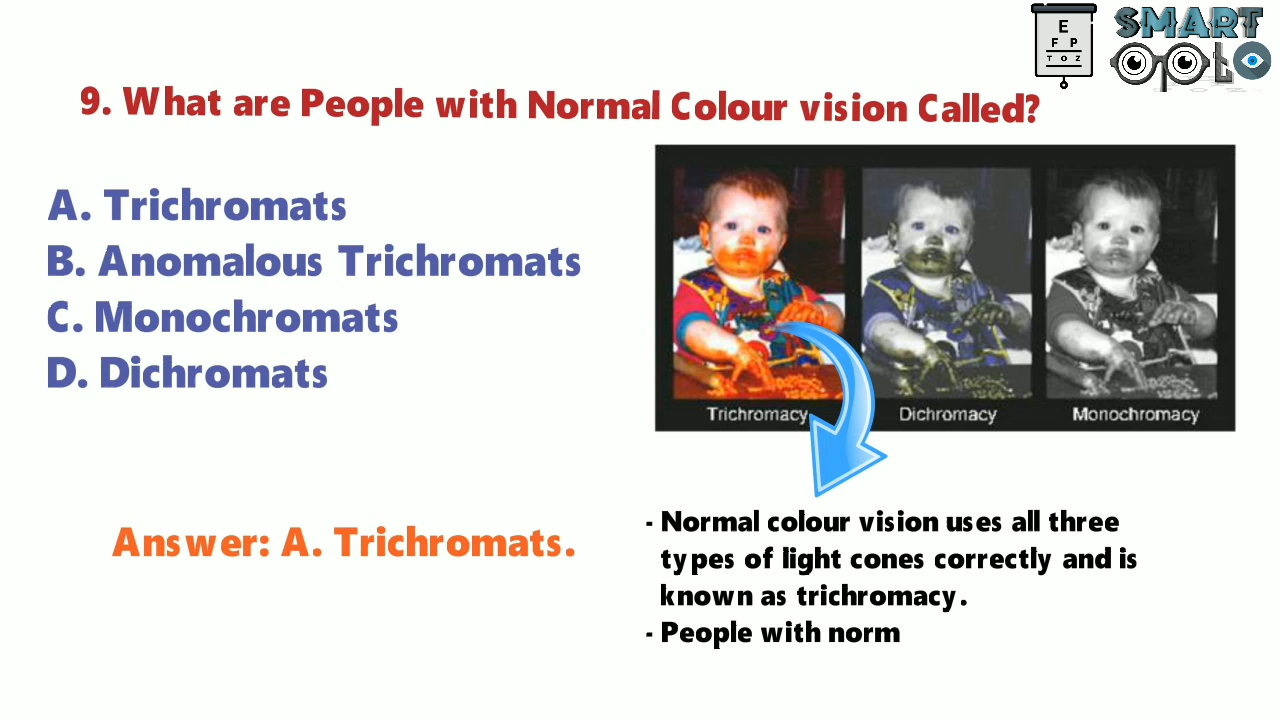 E
F P
T O Z
SMART
opto
9. What are People with Normal Colour vision Called?
A. Trichromats
B. Anomalous Trichromats
C. Monochromats
D. Dichromats
Trichromacy
Dichromacy
Monochromacy
Answer: A. Trichromats.
- Normal colour vision uses all three
types of light cones correctly and is
known as trichromacy.
- People with norm